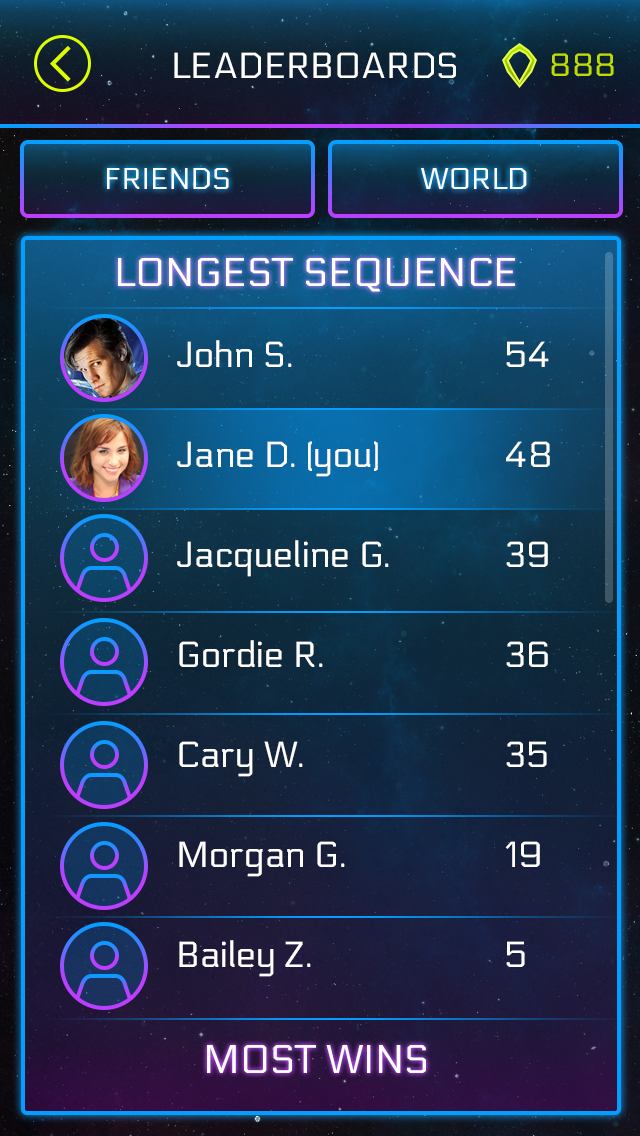 LEADERBOARDS 888
FRIENDS WORLD
LONGEST SEQUENCE
John S. 54
Jane D. (you) 48
Jacqueline G. 39
Gordie R. 36
Cary W. 35
Morgan G. 19
Bailey Z. 5
MOST WINS